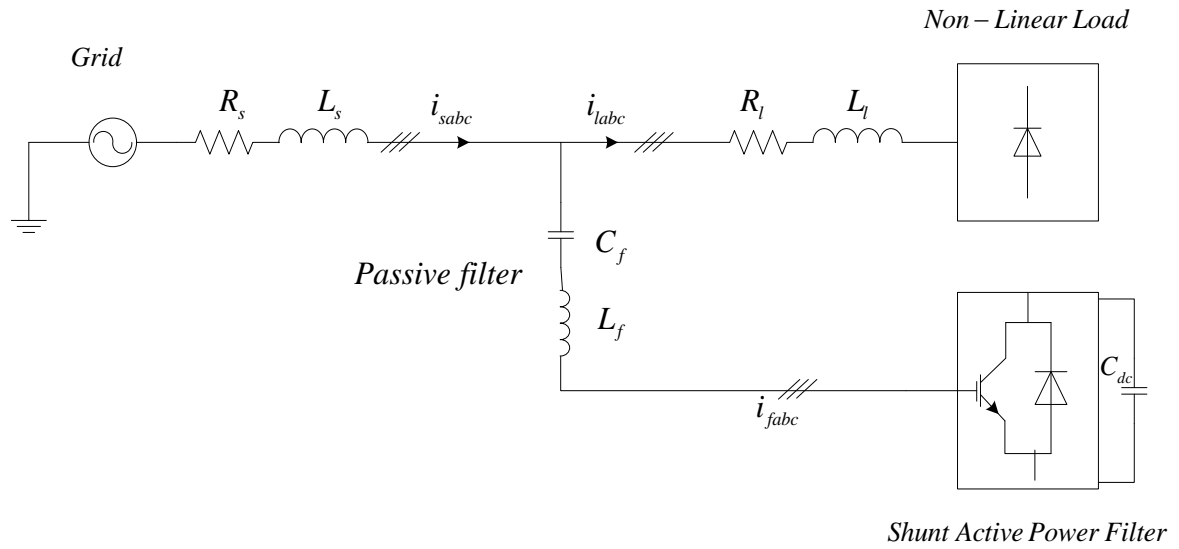 Non – Linear Load
Grid
R_s
L_s
i_sabc
i_labc
R_l
L_l
C_f
Passive filter
L_f
C_dc
i_fabc
Shunt Active Power Filter